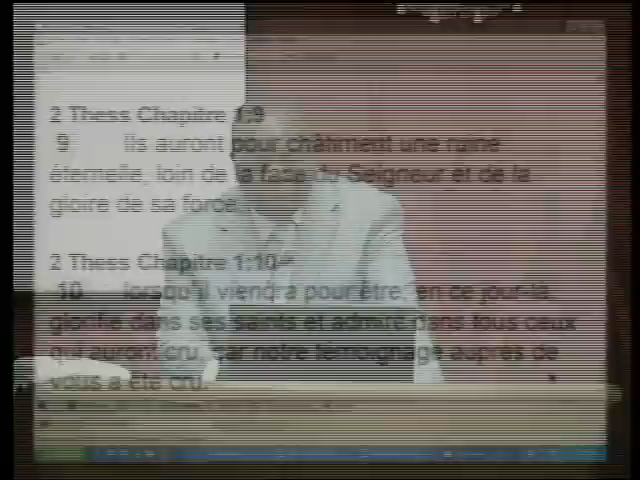 2 Thess Chapitre 1:9
9 Ils auront pour châtiment une ruine
éternelle, loin de la face du Seigneur et de la
gloire de sa force,
2 Thess Chapitre 1:10
10 lorsqu'il viendra pour être, en ce jour-là,
glorifié dans ses saints et admiré dans tous ceux
qui auront cru, car notre témoignage auprès de
vous a été cru.